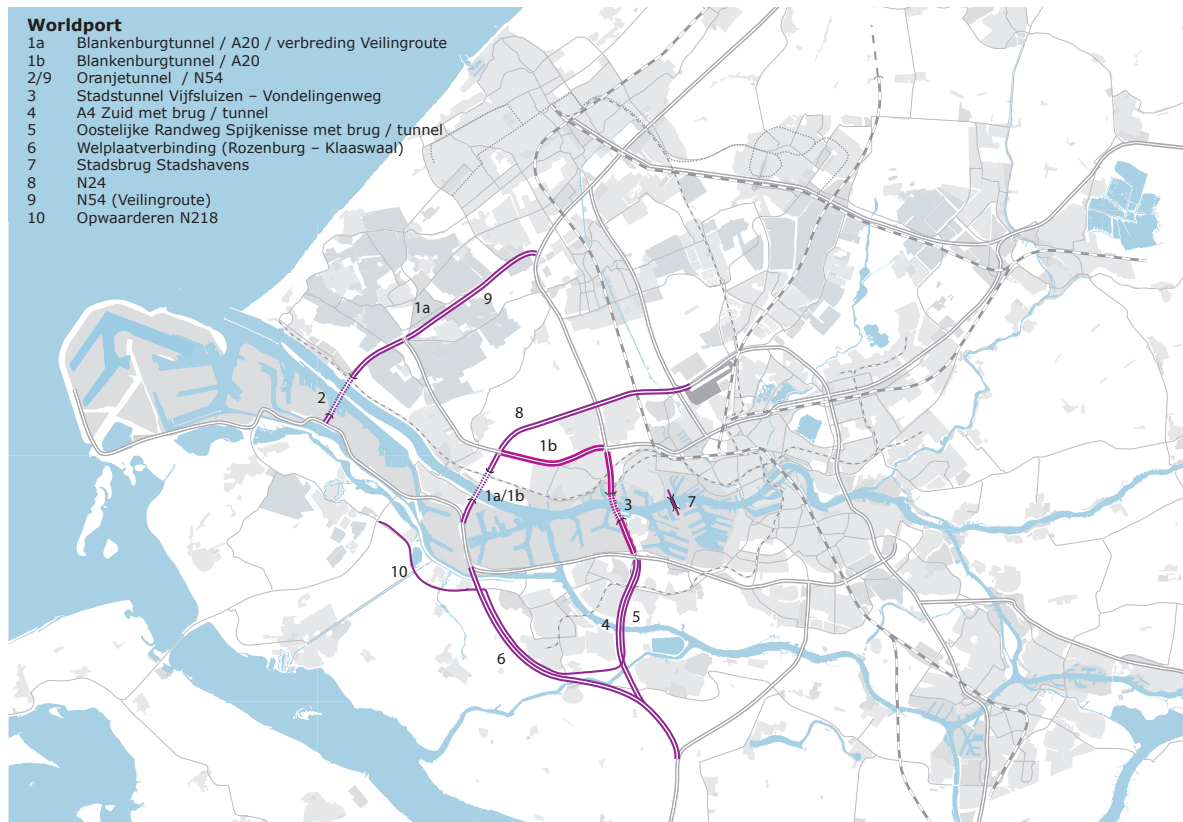 Worldport
1a Blankenburgtunnel / A20 / verbreding Veilingroute
1b Blankenburgtunnel / A20
2/9 Oranjetunnel / N54
3 Stadstunnel Vijfsluizen – Vondelingenweg
4 A4 Zuid met brug / tunnel
5 Oostelijke Randweg Spijkenisse met brug / tunnel
6 Welplaatverbinding (Rozenburg – Klaaswaal)
7 Stadsbrug Stadshavens
8 N24
9 N54 (Veilingroute)
10 Opwaarderen N218
9
1a
2
8
1b
1a/1b
3
7
10
5
4
6